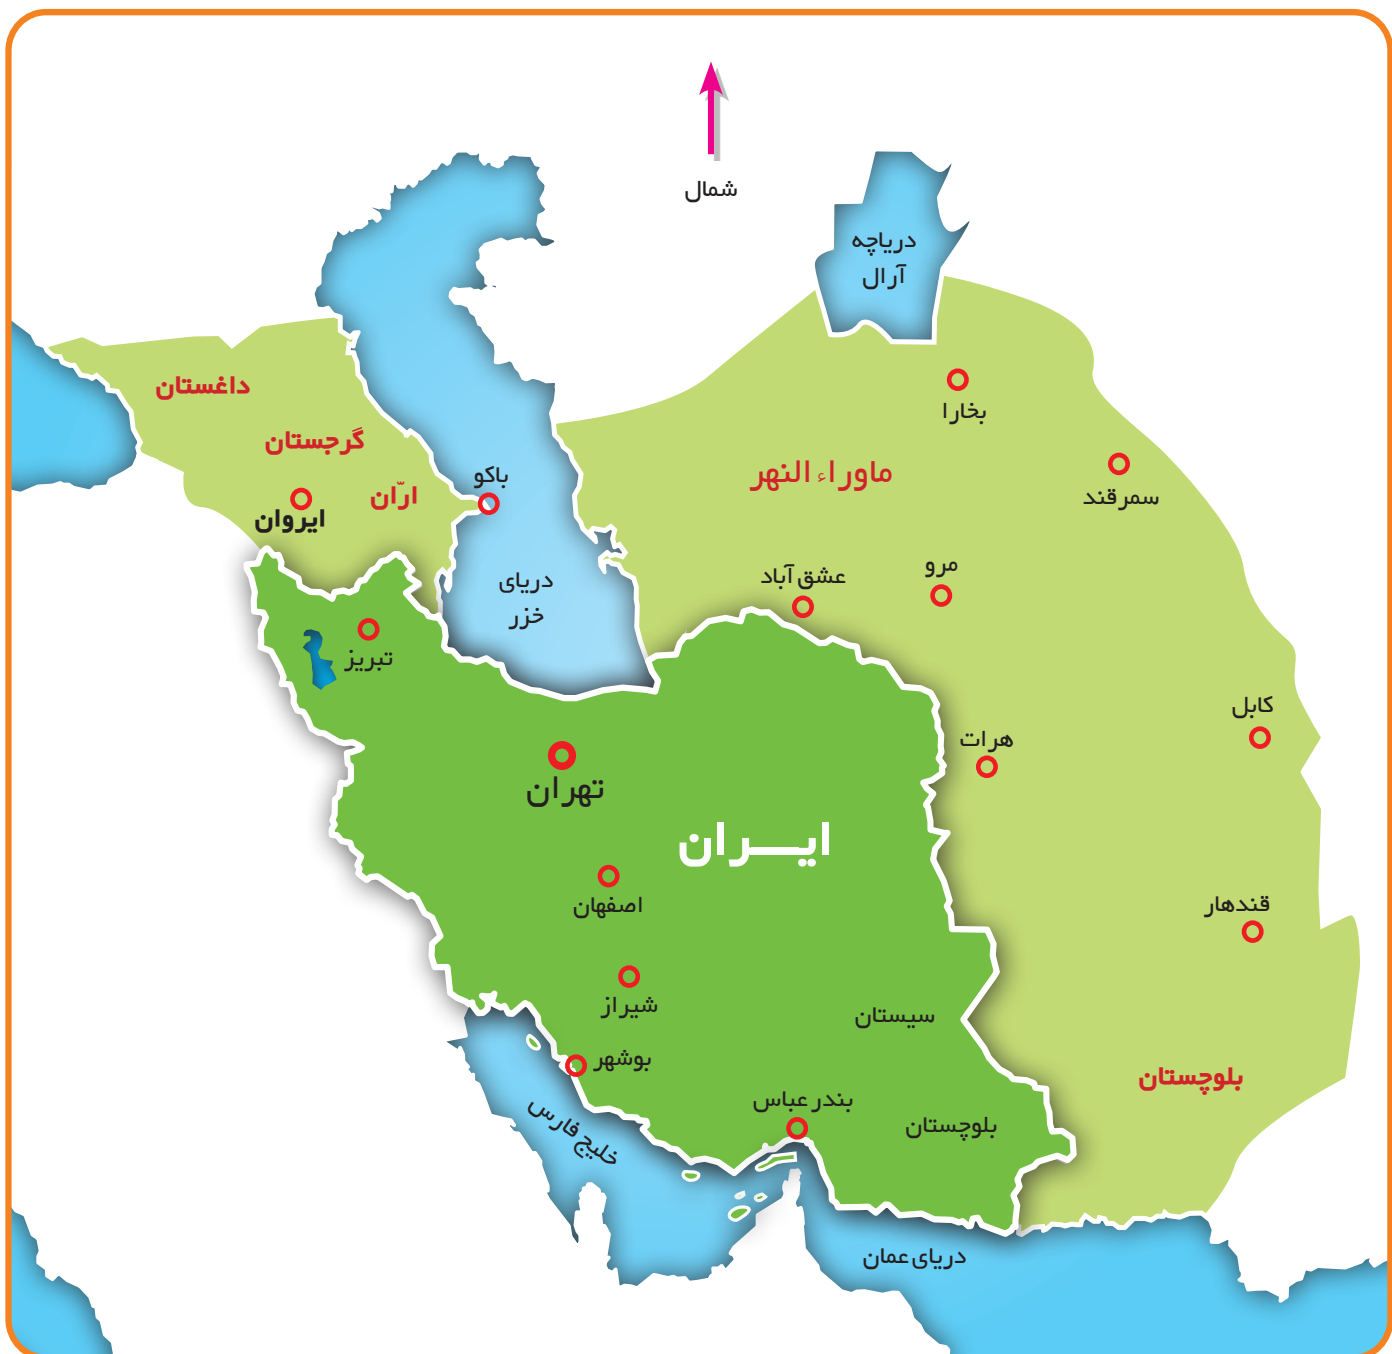 شمال
دریاچه
آرال
داغستان
بخارا
گرجستان
ماوراء النهر
باکو
سمرقند
ارّان
ایروان
مرو
عشق آباد
دریای
خزر
تبریز
کابل
هرات
تهران
ایــران
قندهار
اصفهان
شیراز
سیستان
بوشهر
بلوچستان
بندر عباس
بلوچستان
خلیج فارس
دریای عمان